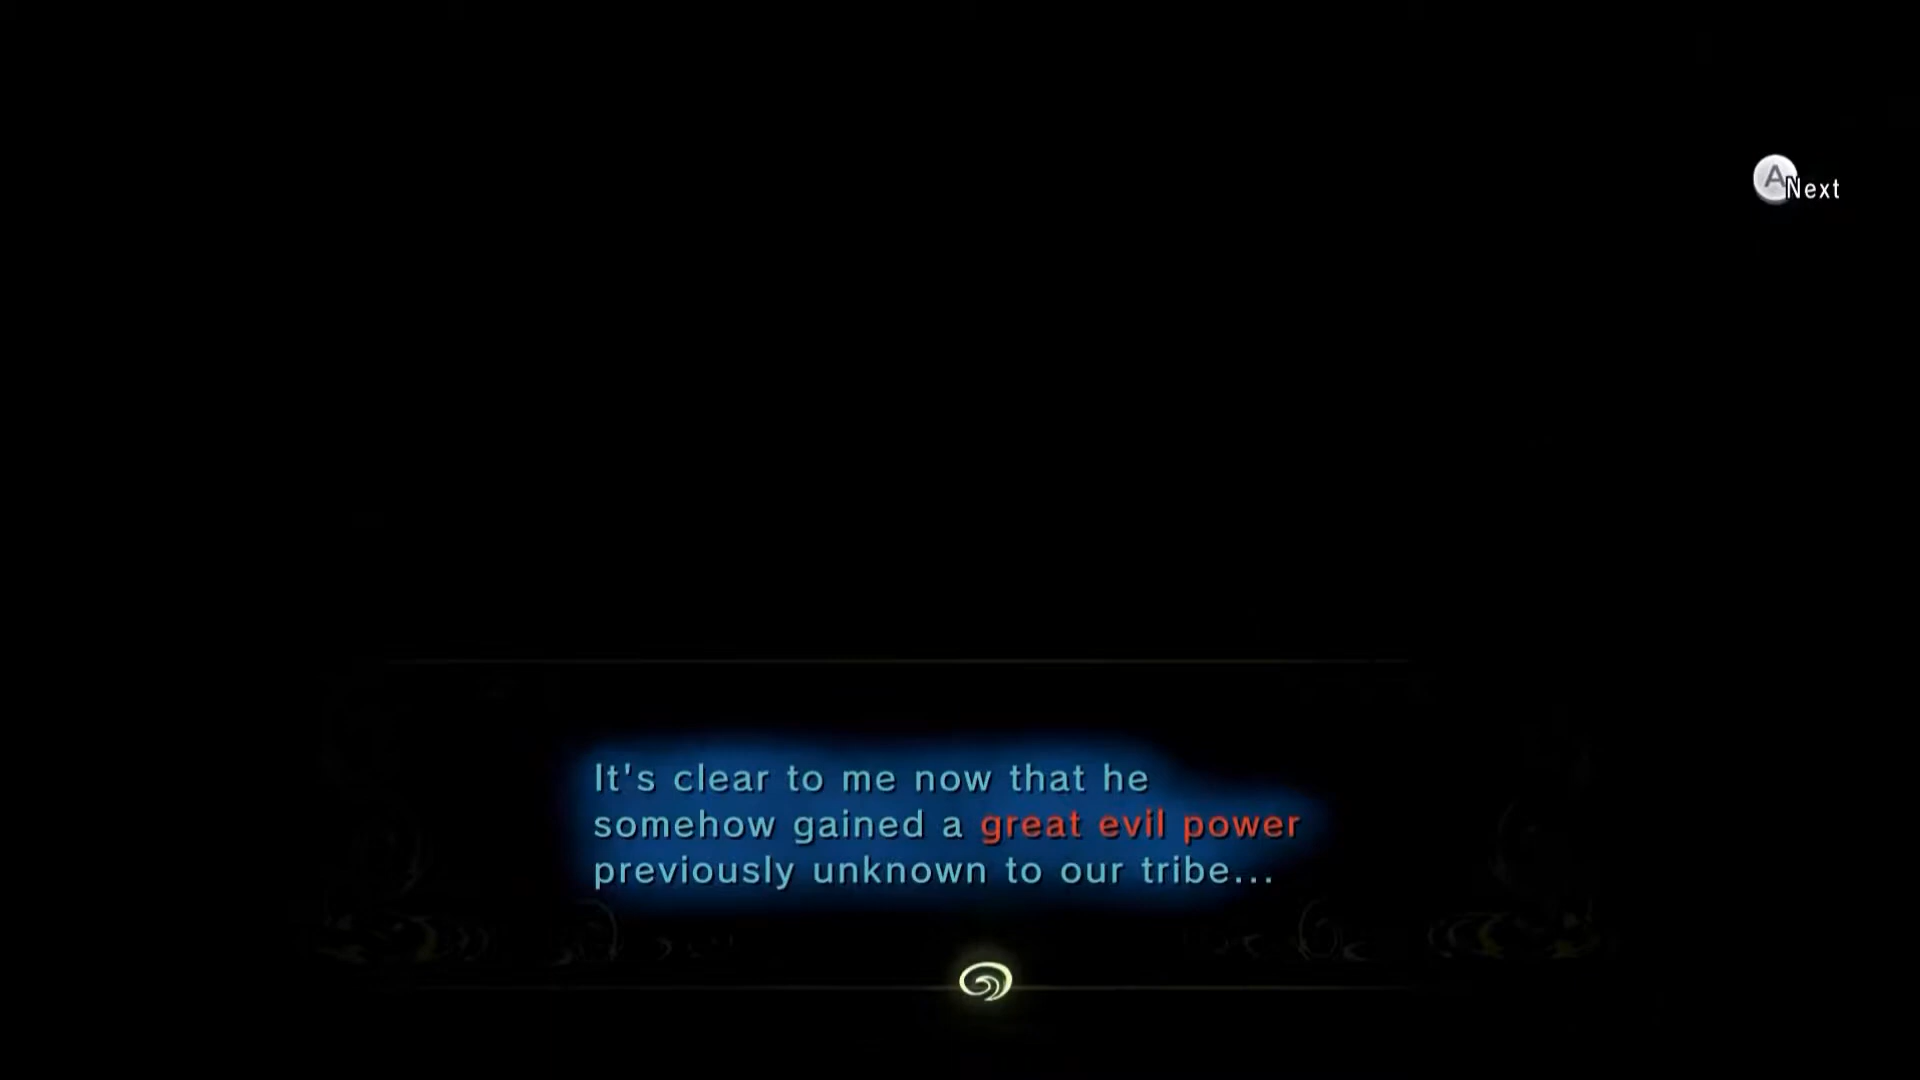 A Next
It's clear to me now that he
somehow gained a great evil power
previously unknown to our tribe...